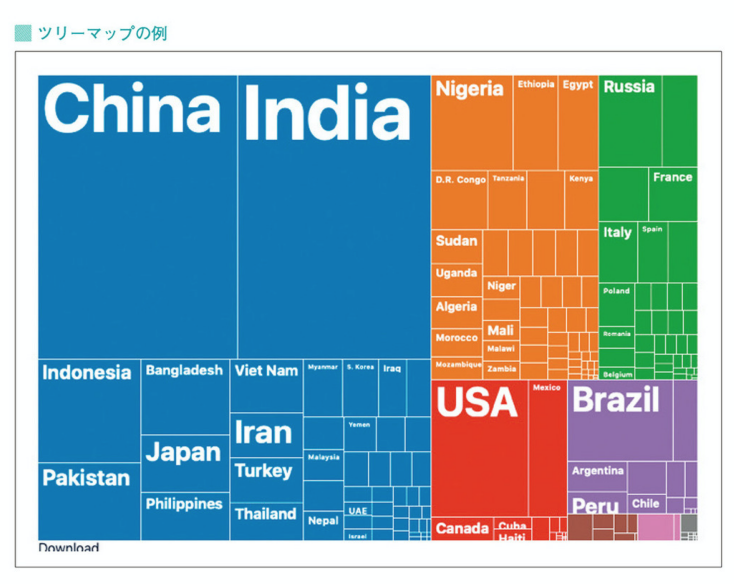 ツリーマップの例
China
India
Nigeria
Ethiopia
Egypt
Russia
D.R. Congo
Tanzania
Kenya
France
Sudan
Italy
Spain
Uganda
Niger
Algeria
Poland
Morocco
Mali
Malawi
Romania
Mozambique
Zambia
Belgium
Indonesia
Bangladesh
Viet Nam
Myanmar
S. Korea
Iraq
Iran
Yemen
Japan
Malaysia
Pakistan
Turkey
Philippines
Thailand
Nepal
UAE
Israel
USA
Mexico
Brazil
Argentina
Peru
Chile
Canada
Cuba
Haiti
Download